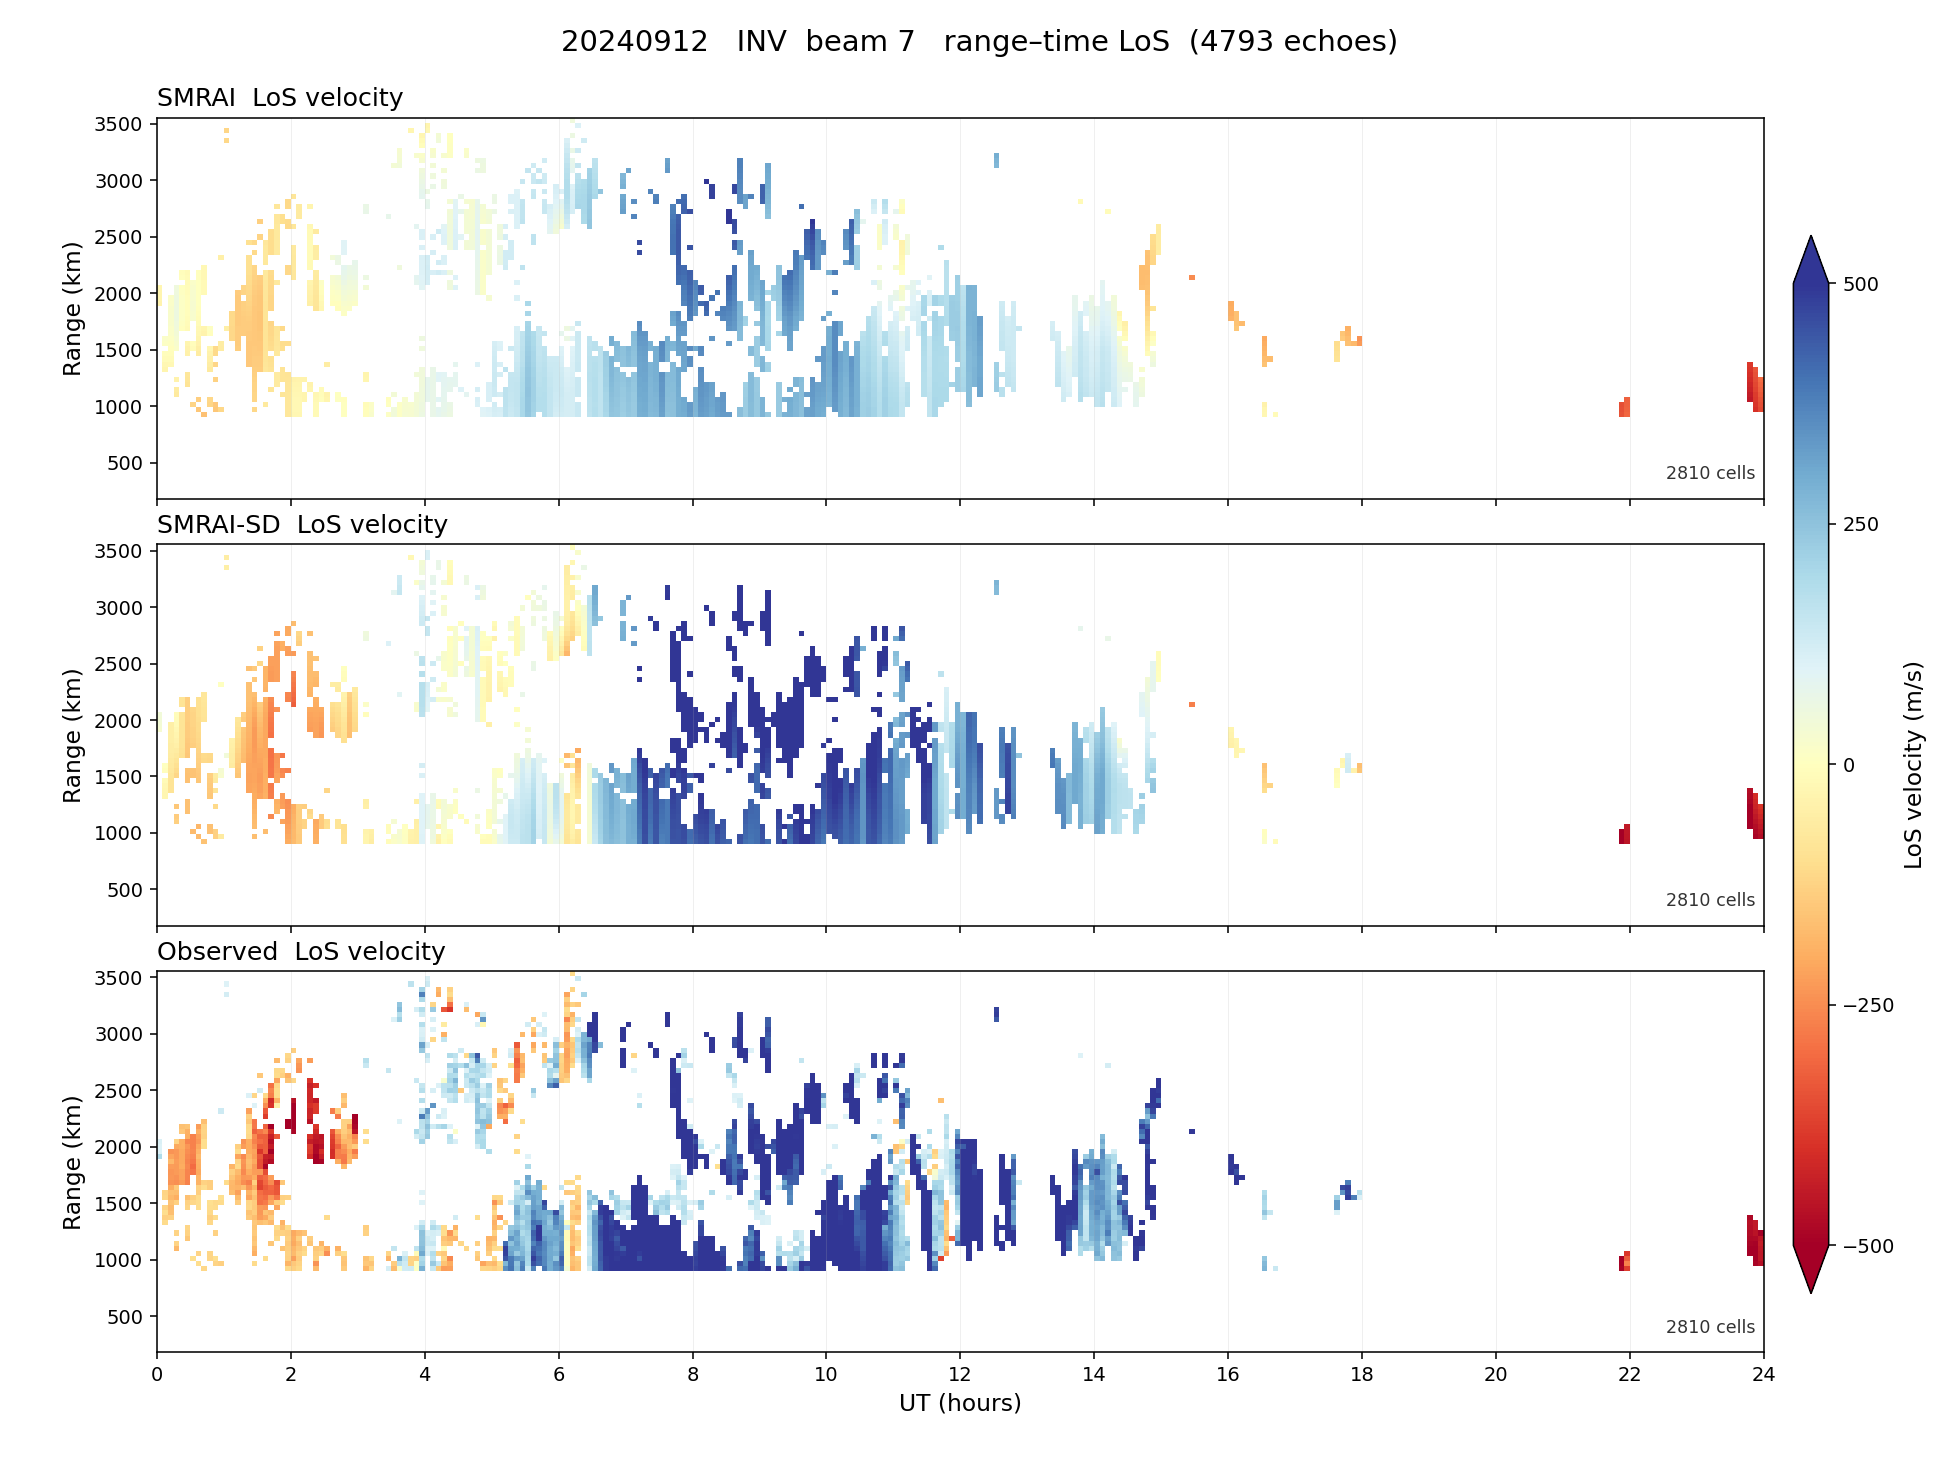 20240912   INV  beam 7   range–time LoS  (4793 echoes)
SMRAI  LoS velocity
3500
3000
2500
2000
1500
1000
500
Range (km)
2810 cells
SMRAI-SD  LoS velocity
3500
3000
2500
2000
1500
1000
500
Range (km)
2810 cells
Observed  LoS velocity
3500
3000
2500
2000
1500
1000
500
Range (km)
2810 cells
0 2 4 6 8 10 12 14 16 18 20 22 24
UT (hours)
500
250
0
−250
−500
LoS velocity (m/s)